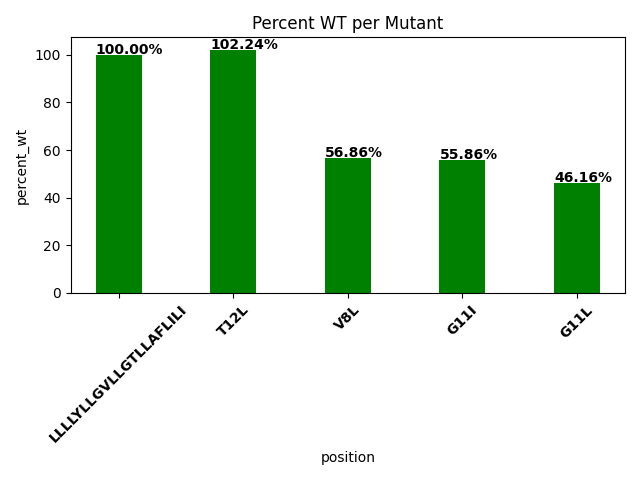 Percent WT per Mutant
percent_wt
100
80
60
40
20
0
100.00%
102.24%
56.86%
55.86%
46.16%
LLLLYLLGVLLGTLLAFLILI
T12L
V8L
G11I
G11L
position